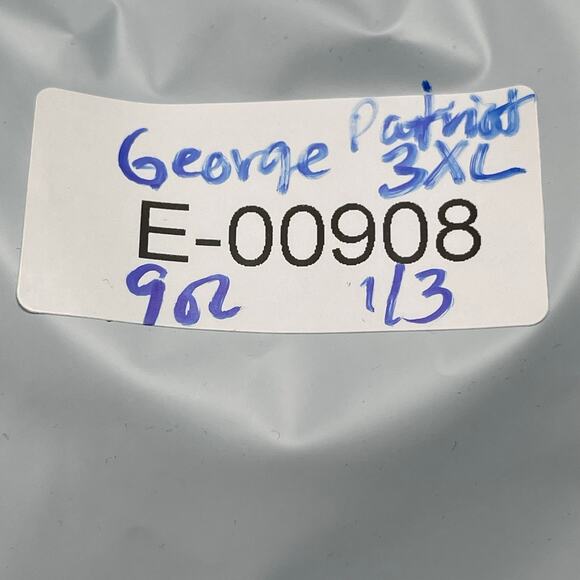 George Patriot
3XL
E-00908
9oz 1/3